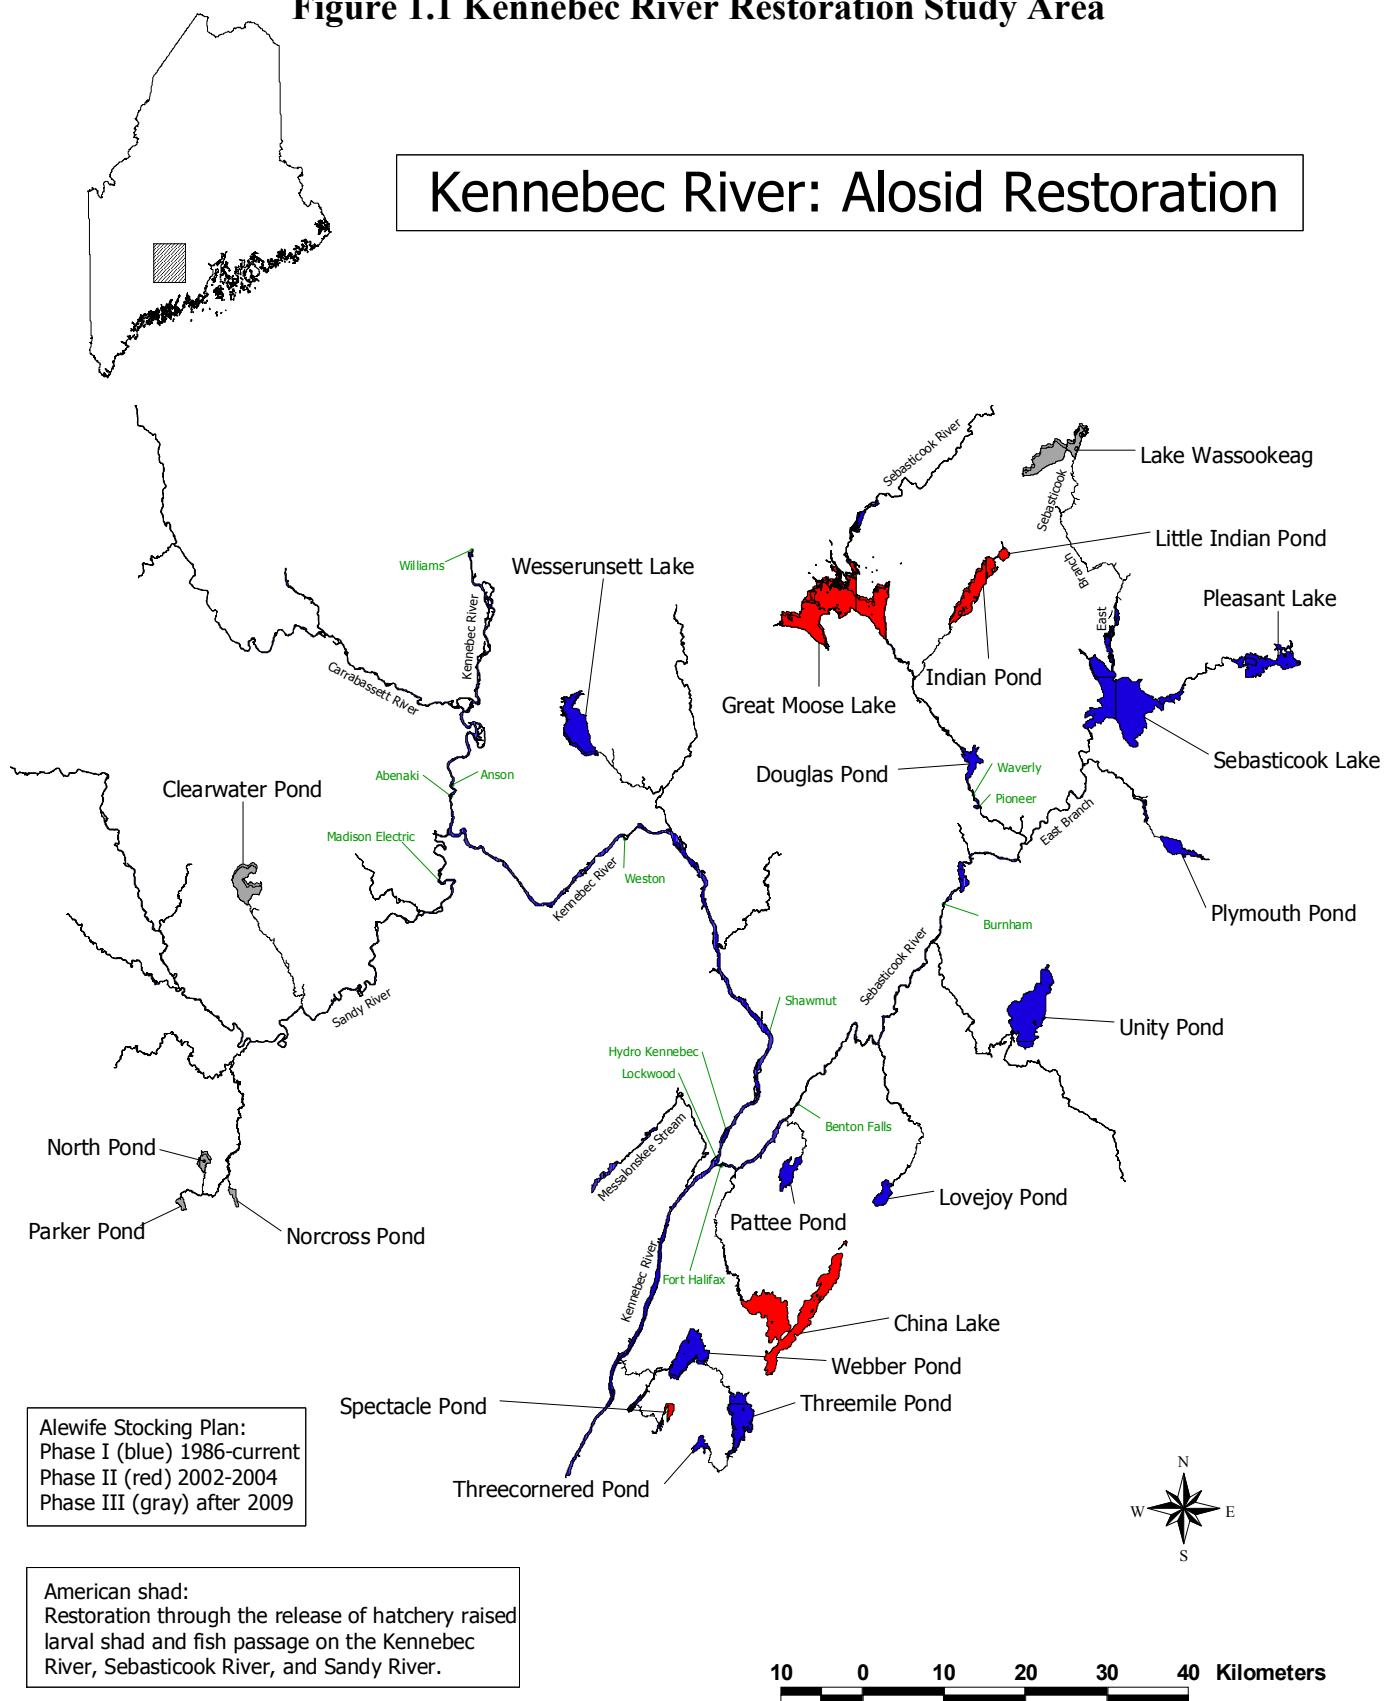 Figure 1.1 Kennebec River Restoration Study Area
Kennebec River: Alosid Restoration
Sebasticook River
Lake Wassookeag
Sebasticook
Little Indian Pond
Williams
Wesserunsett Lake
Branch
Pleasant Lake
Kennebec River
East
Carrabassett River
Indian Pond
Great Moose Lake
Sebasticook Lake
Douglas Pond
Waverly
Abenaki
Anson
Clearwater Pond
Pioneer
East Branch
Madison Electric
Weston
Kennebec River
Plymouth Pond
Burnham
Sebasticook River
Sandy River
Shawmut
Unity Pond
Hydro Kennebec
Lockwood
Benton Falls
Messalonskee Stream
North Pond
Lovejoy Pond
Pattee Pond
Parker Pond
Norcross Pond
Kennebec River
Fort Halifax
China Lake
Webber Pond
Spectacle Pond
Threemile Pond
Threecornered Pond
Alewife Stocking Plan:
Phase I (blue) 1986-current
Phase II (red) 2002-2004
Phase III (gray) after 2009
N
W E
S
American shad:
Restoration through the release of hatchery raised
larval shad and fish passage on the Kennebec
River, Sebasticook River, and Sandy River.
10 0 10 20 30 40 Kilometers